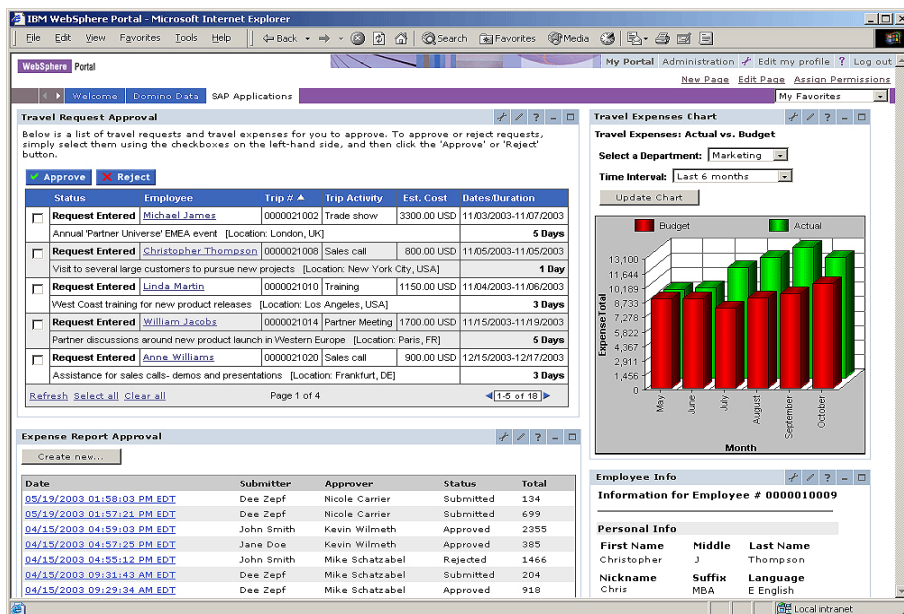 IBM WebSphere Portal - Microsoft Internet Explorer
File Edit View Favorites Tools Help
Back Search Favorites Media
WebSphere Portal
My Portal Administration Edit my profile ? Log out
New Page Edit Page Assign Permissions
Welcome Domino Data SAP Applications
My Favorites
Travel Request Approval
Below is a list of travel requests and travel expenses for you to approve. To approve or reject requests,
simply select them using the checkboxes on the left-hand side, and then click the 'Approve' or 'Reject'
button.
Approve Reject
Status Employee Trip # Trip Activity Est. Cost Dates/Duration
Request Entered Michael James 0000021002 Trade show 3300.00 USD 11/03/2003-11/07/2003
Annual 'Partner Universe' EMEA event [Location: London, UK] 5 Days
Request Entered Christopher Thompson 0000021008 Sales call 800.00 USD 11/05/2003-11/05/2003
Visit to several large customers to pursue new projects [Location: New York City, USA] 1 Day
Request Entered Linda Martin 0000021010 Training 1150.00 USD 11/04/2003-11/06/2003
West Coast training for new product releases [Location: Los Angeles, USA] 3 Days
Request Entered William Jacobs 0000021014 Partner Meeting 1700.00 USD 11/15/2003-11/19/2003
Partner discussions around new product launch in Western Europe [Location: Paris, FR] 5 Days
Request Entered Anne Williams 0000021020 Sales call 900.00 USD 12/15/2003-12/17/2003
Assistance for sales calls- demos and presentations [Location: Frankfurt, DE] 3 Days
Refresh Select all Clear all Page 1 of 4 1-5 of 18
Travel Expenses Chart
Travel Expenses: Actual vs. Budget
Select a Department: Marketing
Time Interval: Last 6 months
Update Chart
Budget Actual
13,100
11,644
10,189
8,733
7,278
5,822
4,367
2,911
1,456
0
ExpenseTotal
May June July August September October
Month
Expense Report Approval
Create new...
Date Submitter Approver Status Total
05/19/2003 01:58:03 PM EDT Dee Zepf Nicole Carrier Submitted 134
05/19/2003 01:57:21 PM EDT Dee Zepf Nicole Carrier Submitted 699
04/15/2003 04:59:03 PM EDT John Smith Kevin Wilmeth Approved 2355
04/15/2003 04:57:25 PM EDT Jane Doe Kevin Wilmeth Approved 385
04/15/2003 04:55:12 PM EDT John Smith Mike Schatzabel Rejected 1466
04/15/2003 09:31:43 AM EDT Dee Zepf Mike Schatzabel Submitted 204
04/15/2003 09:29:34 AM EDT Dee Zepf Mike Schatzabel Approved 918
Employee Info
Information for Employee # 0000010009
Personal Info
First Name Middle Last Name
Christopher J Thompson
Nickname Suffix Language
Chris MBA E English
Local intranet